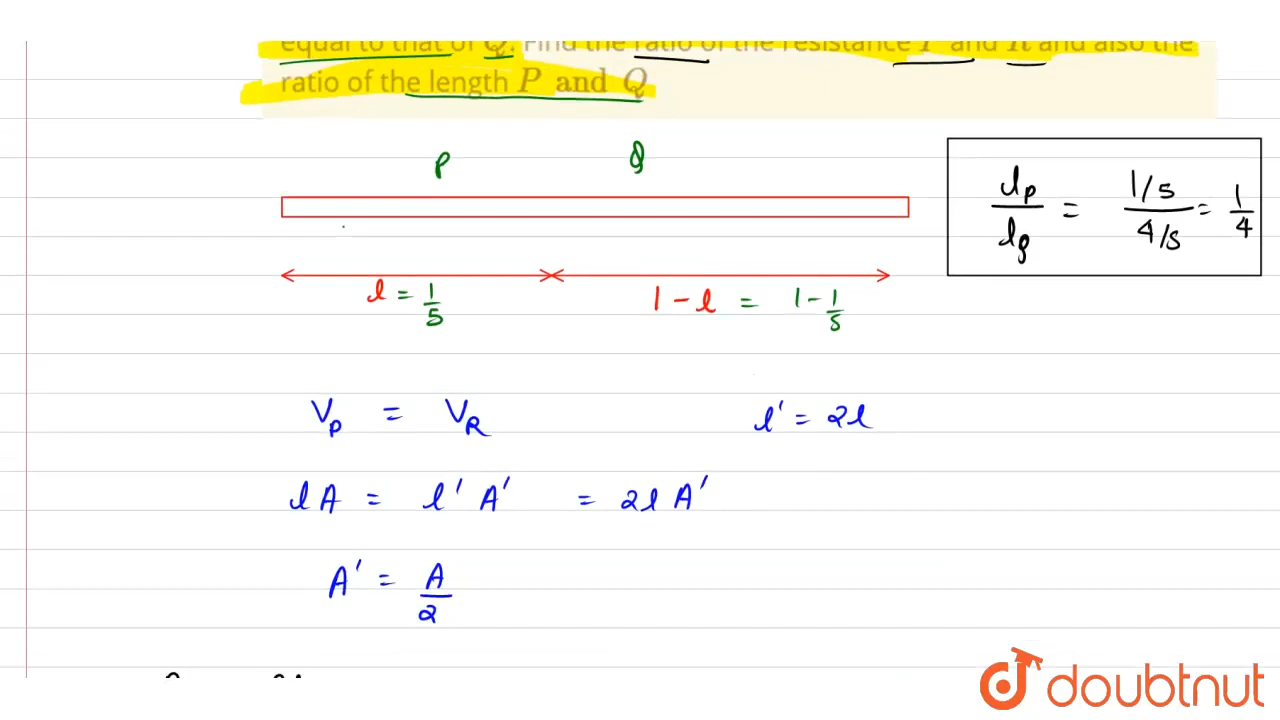 equal to that of Q. Find the ratio of the resistance P and R and also the
ratio of the length P and Q
P Q
l = 1/5
1 - l = 1 - 1/5
lp/lQ = 1/5 / 4/5 = 1/4
Vp = VR
l' = 2l
lA = l'A' = 2lA'
A' = A/2
doubtnut